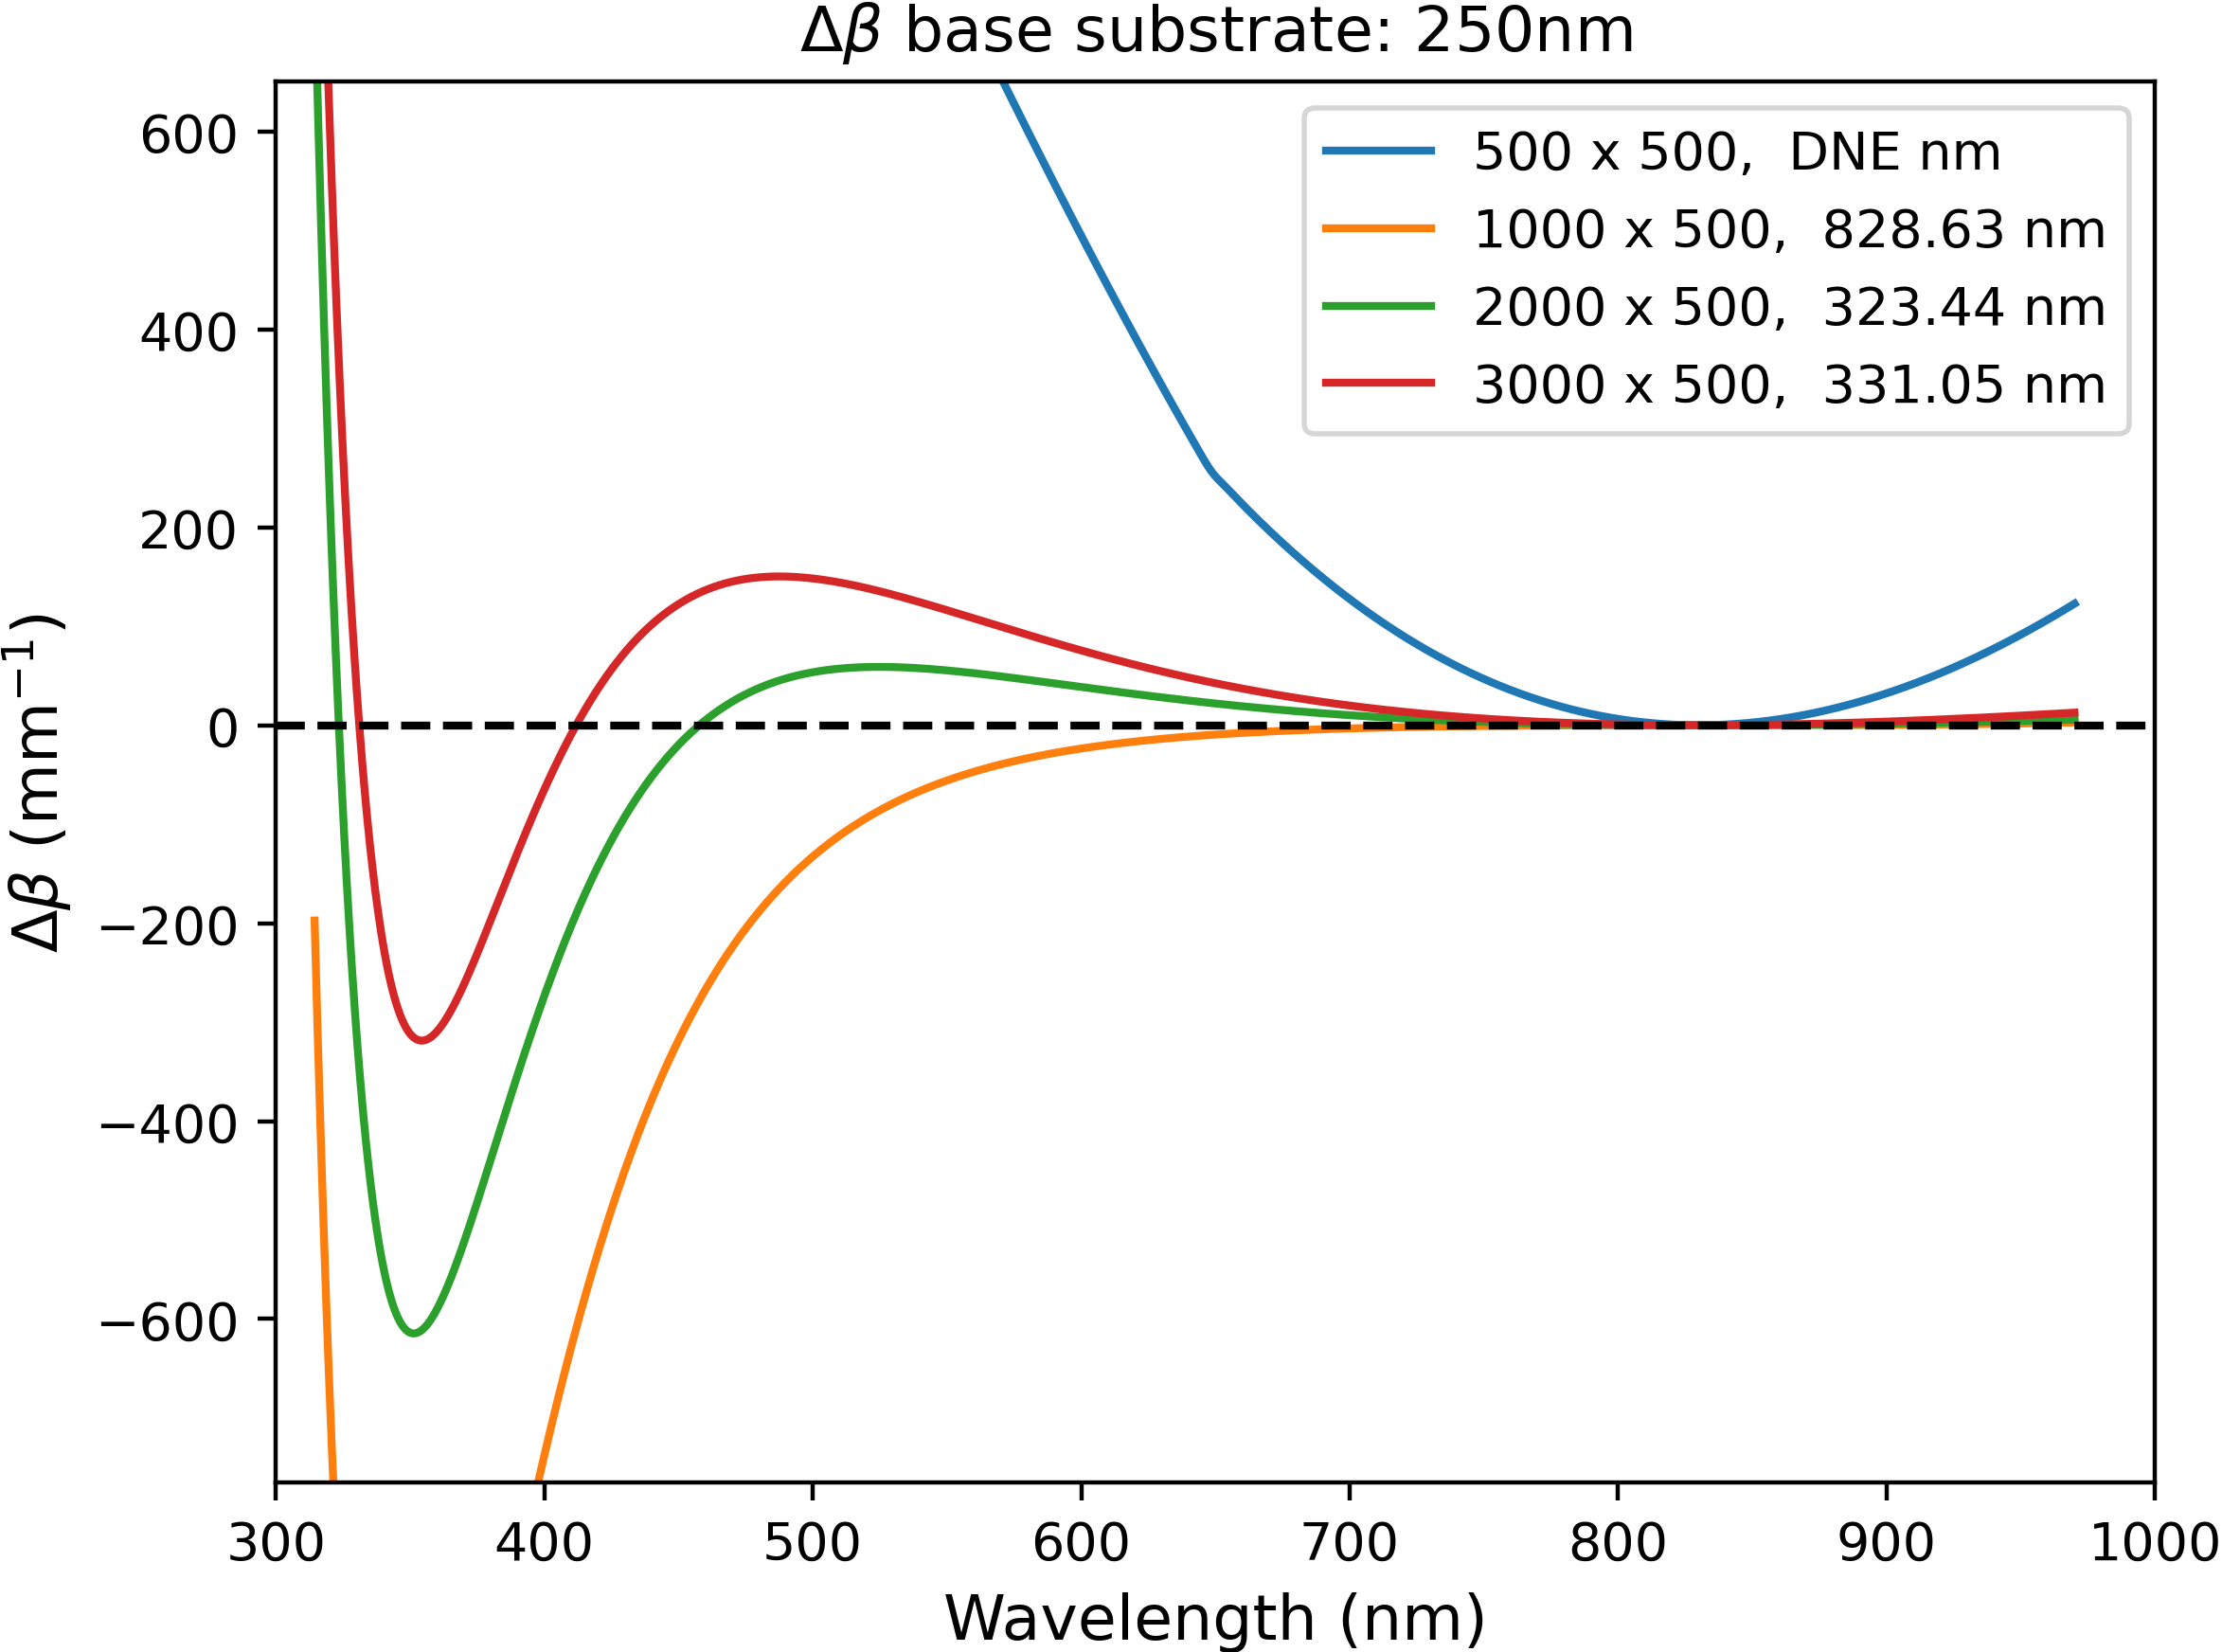 Δβ base substrate: 250nm
600
400
200
0
−200
−400
−600
Δβ (mm⁻¹)
500 x 500, DNE nm
1000 x 500, 828.63 nm
2000 x 500, 323.44 nm
3000 x 500, 331.05 nm
300 400 500 600 700 800 900 1000
Wavelength (nm)